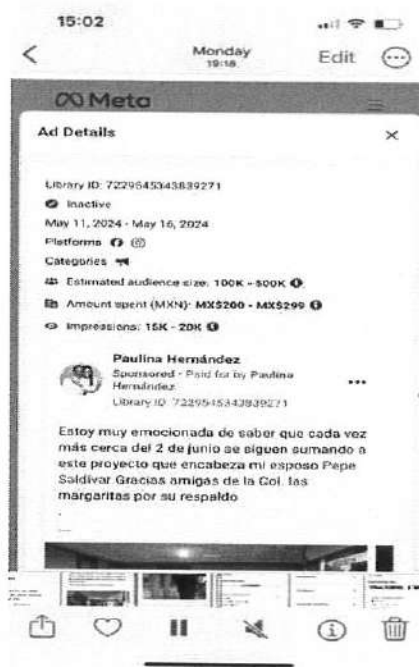 15:02
Monday
19:18
Edit
Meta
Ad Details
Library ID: 7229545343839271
Inactive
May 11, 2024 - May 16, 2024
Platforms
Categories
Estimated audience size: 100K - 500K
Amount spent (MXN): MX$200 - MX$299
Impressions: 15K - 20K
Paulina Hernández
Sponsored · Paid for by Paulina
Hernández
Library ID: 7229545343839271
Estoy muy emocionada de saber que cada vez
más cerca del 2 de junio se siguen sumando a
este proyecto que encabeza mi esposo Pepe
Saldívar.Gracias amigas de la Col. las
margaritas por su respaldo